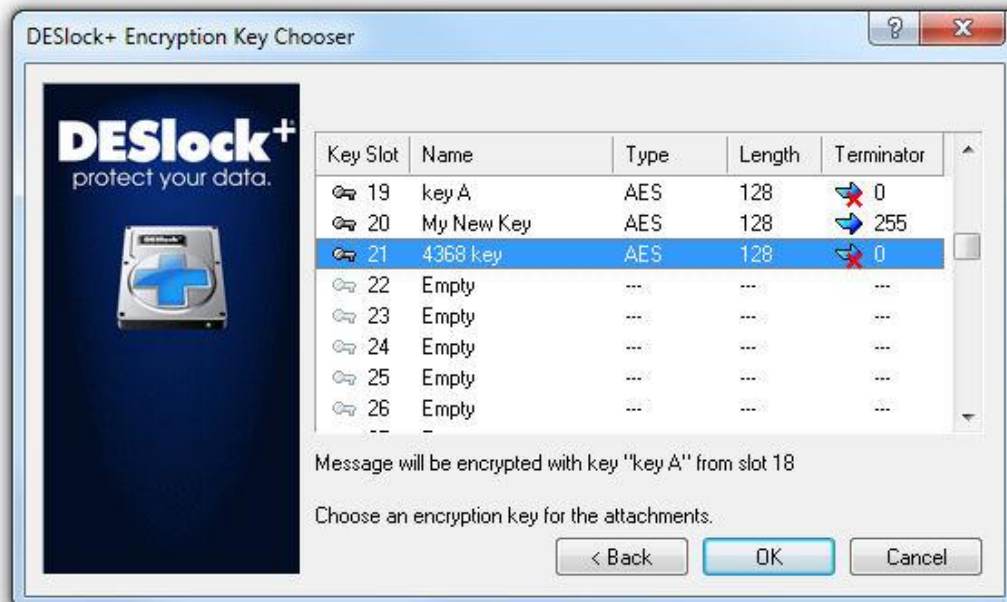 DESlock+ Encryption Key Chooser
DESlock+
protect your data.
DESlock+
Key Slot Name Type Length Terminator
19 key A AES 128 0
20 My New Key AES 128 255
21 4368 key AES 128 0
22 Empty --- --- ---
23 Empty --- --- ---
24 Empty --- --- ---
25 Empty --- --- ---
26 Empty --- --- ---
Message will be encrypted with key "key A" from slot 18
Choose an encryption key for the attachments.
< Back OK Cancel